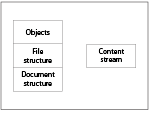 Objects
File
structure
Document
structure
Content
stream